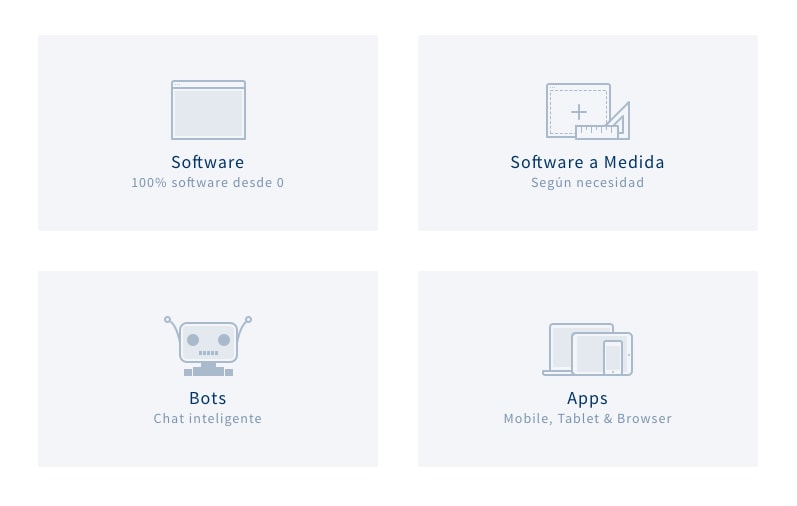 Software
100% software desde 0
Software a Medida
Según necesidad
Bots
Chat inteligente
Apps
Mobile, Tablet & Browser